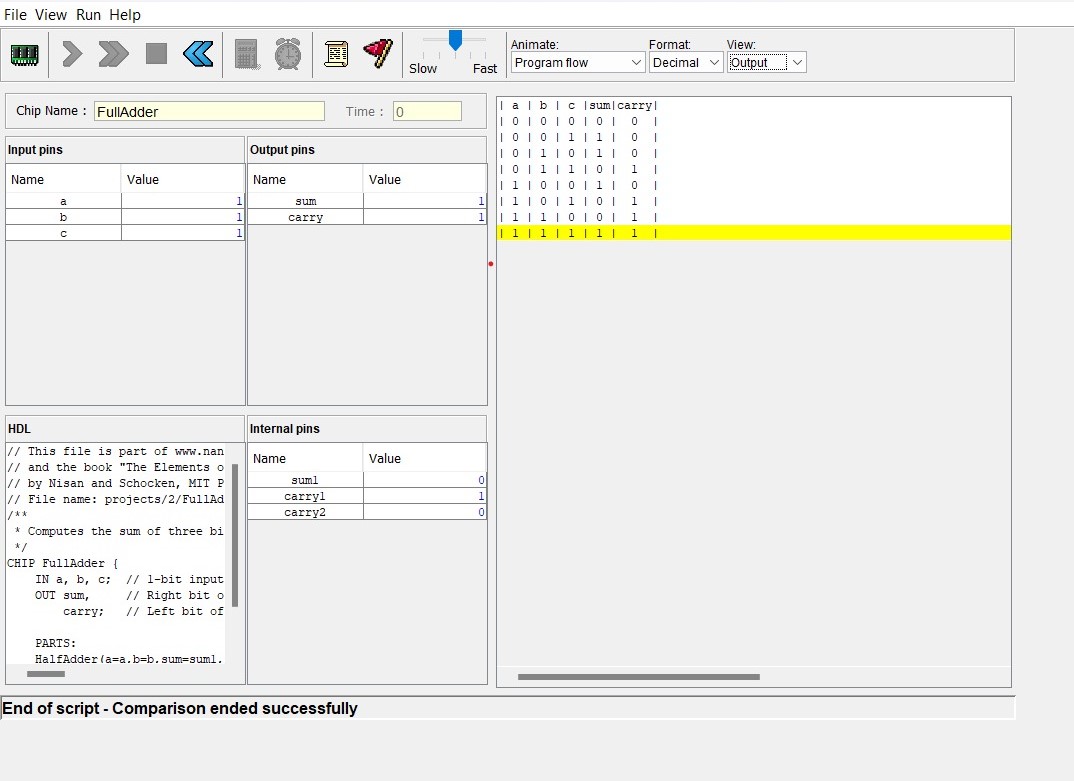 File View Run Help
Slow Fast
Animate: Format: View:
Program flow Decimal Output
Chip Name : FullAdder Time : 0
Input pins
Name Value
a 1
b 1
c 1
Output pins
Name Value
sum 1
carry 1
| a | b | c |sum|carry|
| 0 | 0 | 0 | 0 | 0 |
| 0 | 0 | 1 | 1 | 0 |
| 0 | 1 | 0 | 1 | 0 |
| 0 | 1 | 1 | 0 | 1 |
| 1 | 0 | 0 | 1 | 0 |
| 1 | 0 | 1 | 0 | 1 |
| 1 | 1 | 0 | 0 | 1 |
| 1 | 1 | 1 | 1 | 1 |
HDL
// This file is part of www.nan
// and the book "The Elements o
// by Nisan and Schocken, MIT P
// File name: projects/2/FullAd
/**
* Computes the sum of three bi
*/
CHIP FullAdder {
IN a, b, c; // 1-bit input
OUT sum, // Right bit o
carry; // Left bit of
PARTS:
HalfAdder(a=a,b=b,sum=sum1,
Internal pins
Name Value
sum1 0
carry1 1
carry2 0
End of script - Comparison ended successfully